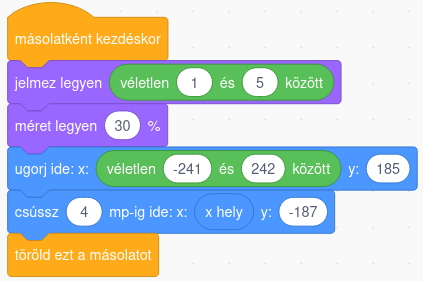 másolatként kezdéskor
jelmez legyen véletlen 1 és 5 között
méret legyen 30 %
ugorj ide: x: véletlen -241 és 242 között y: 185
csússz 4 mp-ig ide: x: x hely y: -187
töröld ezt a másolatot